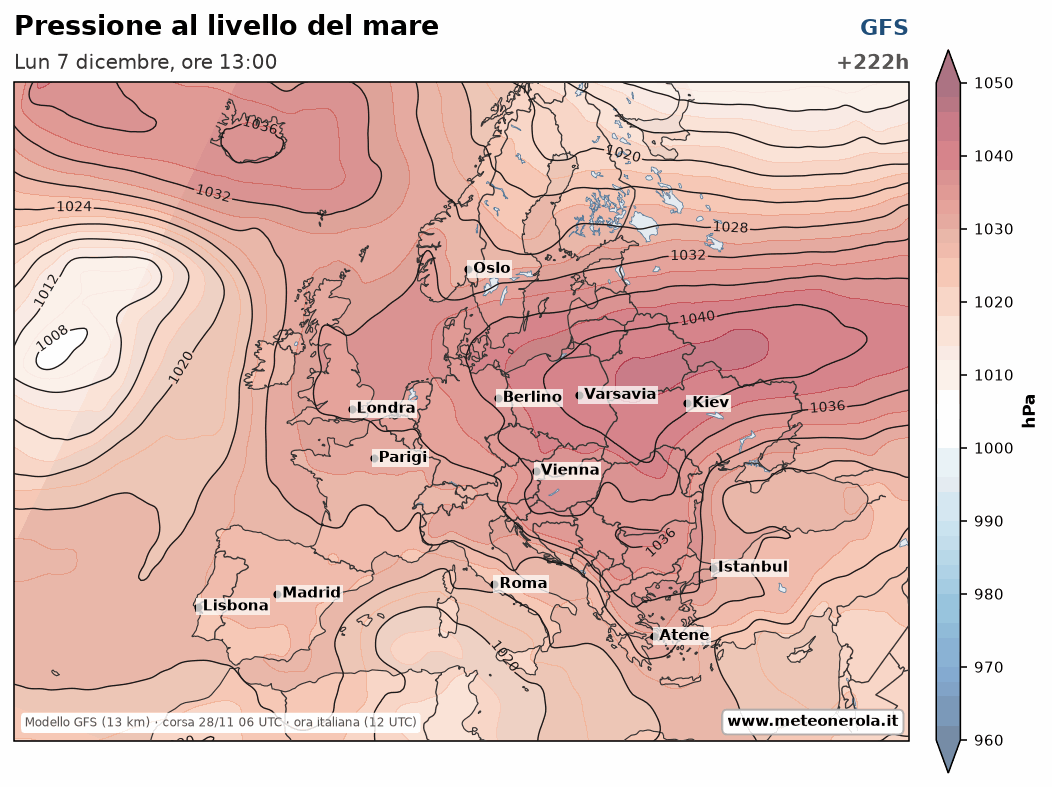 Pressione al livello del mare
GFS
Lun 7 dicembre, ore 13:00
+222h
1036
1032
1024
1020
1028
1032
1012
1008
1020
1040
1036
1036
1020
Oslo
Berlino
Varsavia
Kiev
Londra
Parigi
Vienna
Istanbul
Roma
Madrid
Lisbona
Atene
Modello GFS (13 km) · corsa 28/11 06 UTC · ora italiana (12 UTC)
www.meteonerola.it
1050
1040
1030
1020
1010
1000
990
980
970
960
hPa